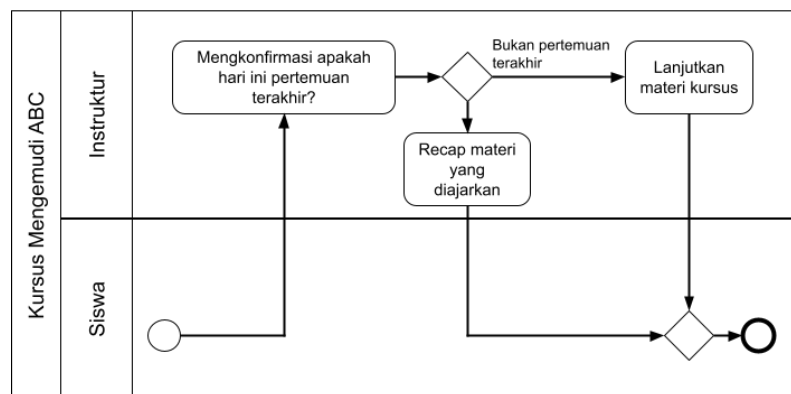 Kursus Mengemudi ABC
Instruktur
Siswa
Mengkonfirmasi apakah
hari ini pertemuan
terakhir?
Bukan pertemuan
terakhir
Lanjutkan
materi kursus
Recap materi
yang
diajarkan